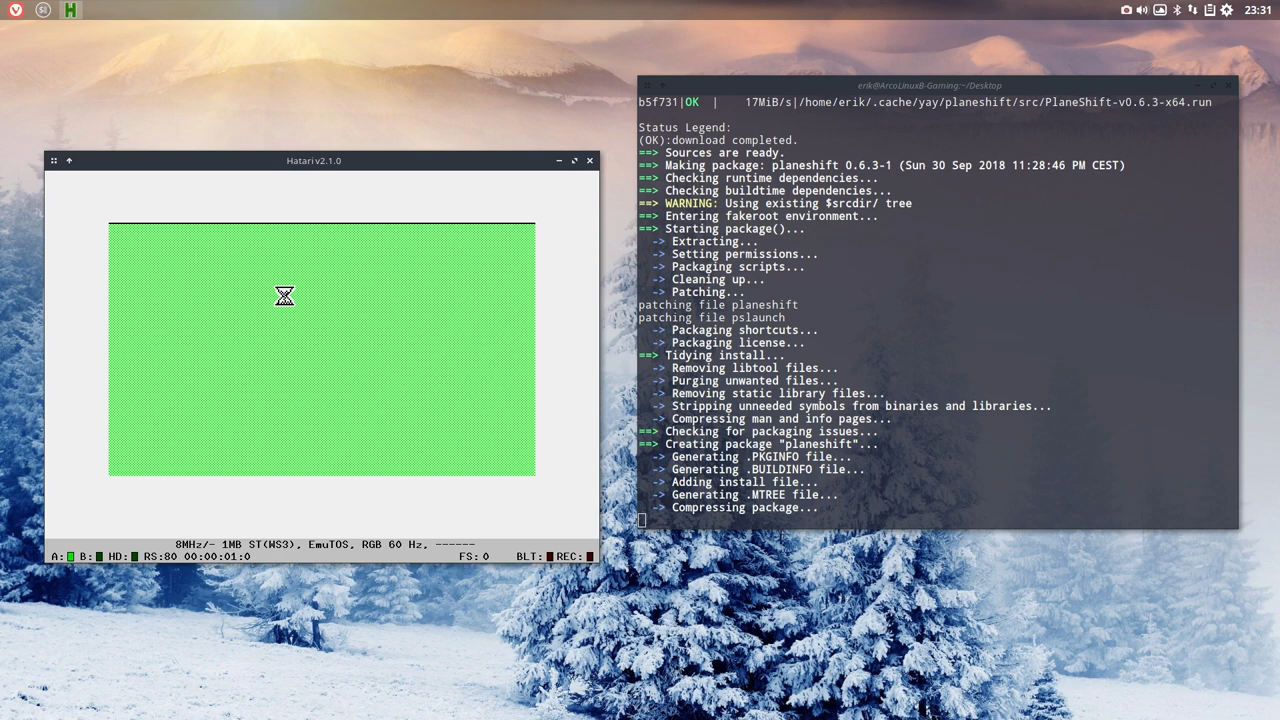 23:31
erik@ArcoLinuxB-Gaming:~/Desktop
b5f731|OK  |    17MiB/s|/home/erik/.cache/yay/planeshift/src/PlaneShift-v0.6.3-x64.run
Status Legend:
(OK):download completed.
==> Sources are ready.
==> Making package: planeshift 0.6.3-1 (Sun 30 Sep 2018 11:28:46 PM CEST)
==> Checking runtime dependencies...
==> Checking buildtime dependencies...
==> WARNING: Using existing $srcdir/ tree
==> Entering fakeroot environment...
==> Starting package()...
-> Extracting...
-> Setting permissions...
-> Packaging scripts...
-> Cleaning up...
-> Patching...
patching file planeshift
patching file pslaunch
-> Packaging shortcuts...
-> Packaging license...
==> Tidying install...
-> Removing libtool files...
-> Purging unwanted files...
-> Removing static library files...
-> Stripping unneeded symbols from binaries and libraries...
-> Compressing man and info pages...
==> Checking for packaging issues...
==> Creating package "planeshift"...
-> Generating .PKGINFO file...
-> Generating .BUILDINFO file...
-> Adding install file...
-> Generating .MTREE file...
-> Compressing package...
Hatari v2.1.0
8MHz/- 1MB ST(WS3), EmuTOS, RGB 60 Hz, ------
A: B: HD: RS:80 00:00:01:0 FS: 0 BLT: REC: